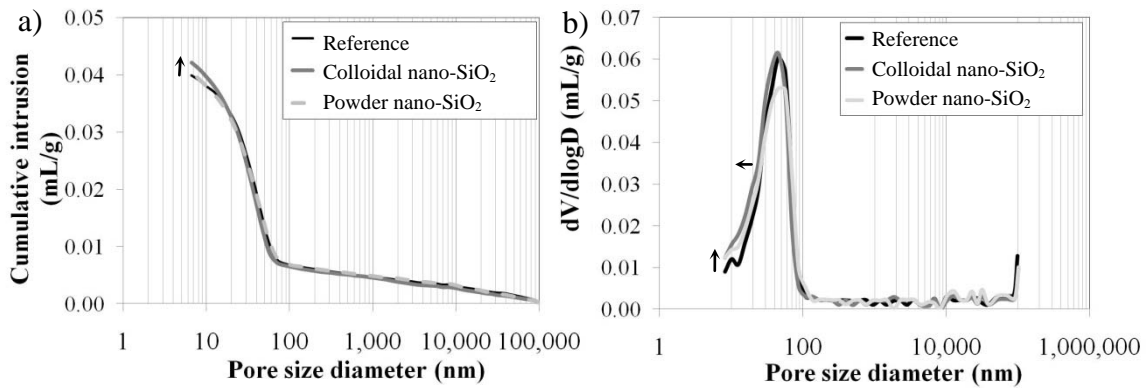 a)
Cumulative intrusion
(mL/g)
0.05
0.04
0.03
0.02
0.01
0.00
Reference
Colloidal nano-SiO₂
Powder nano-SiO₂
1
10
100
1,000
10,000
100,000
Pore size diameter (nm)
b)
dV/dlogD (mL/g)
0.07
0.06
0.05
0.04
0.03
0.02
0.01
0.00
Reference
Colloidal nano-SiO₂
Powder nano-SiO₂
1
100
10,000
1,000,000
Pore size diameter (nm)